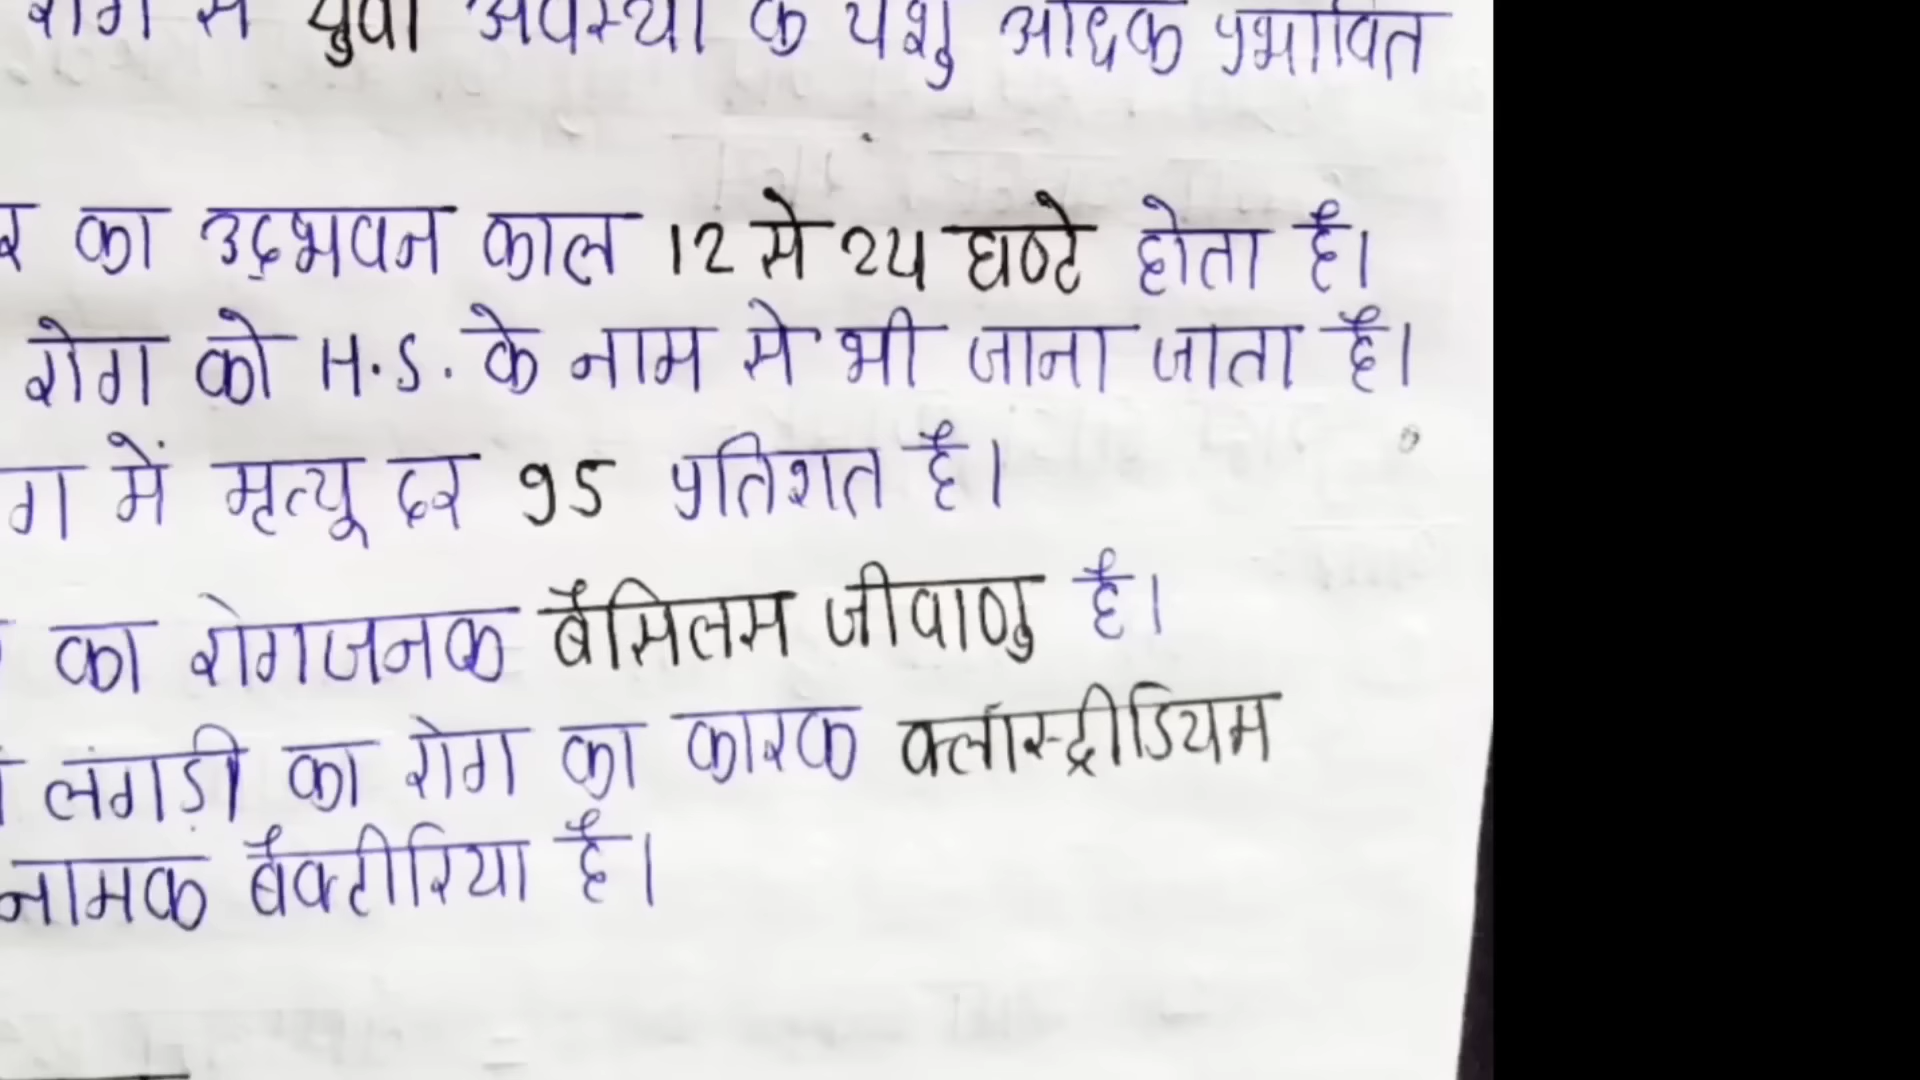 रोग से युवा अवस्था के पशु अधिक प्रभावित
का उद्भवन काल 12 से 24 घण्टे होता है।
रोग को H.S. के नाम से भी जाना जाता है।
ग में मृत्यू दर 95 प्रतिशत है।
का रोगजनक बैसिलस जीवाणु है।
लंगड़ी का रोग का कारक क्लॉस्ट्रीडियम
नामक बैक्टीरिया है।